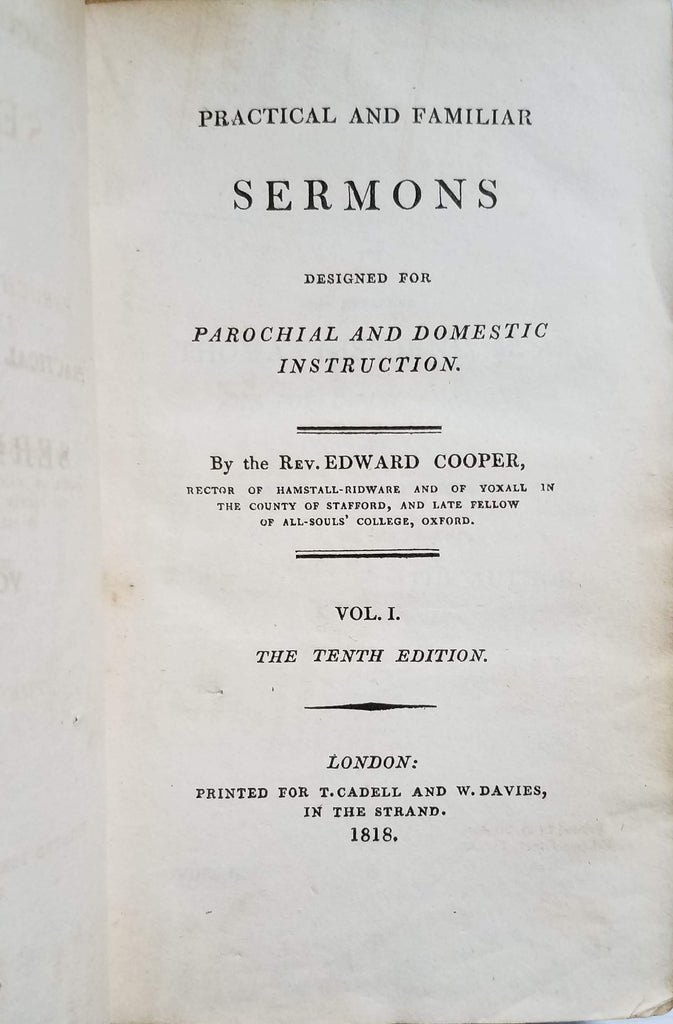 PRACTICAL AND FAMILIAR
SERMONS
DESIGNED FOR
PAROCHIAL AND DOMESTIC
INSTRUCTION.
By the REV. EDWARD COOPER,
RECTOR OF HAMSTALL-RIDWARE AND OF YOXALL IN
THE COUNTY OF STAFFORD, AND LATE FELLOW
OF ALL-SOULS' COLLEGE, OXFORD.
VOL. I.
THE TENTH EDITION.
LONDON:
PRINTED FOR T. CADELL AND W. DAVIES,
IN THE STRAND.
1818.